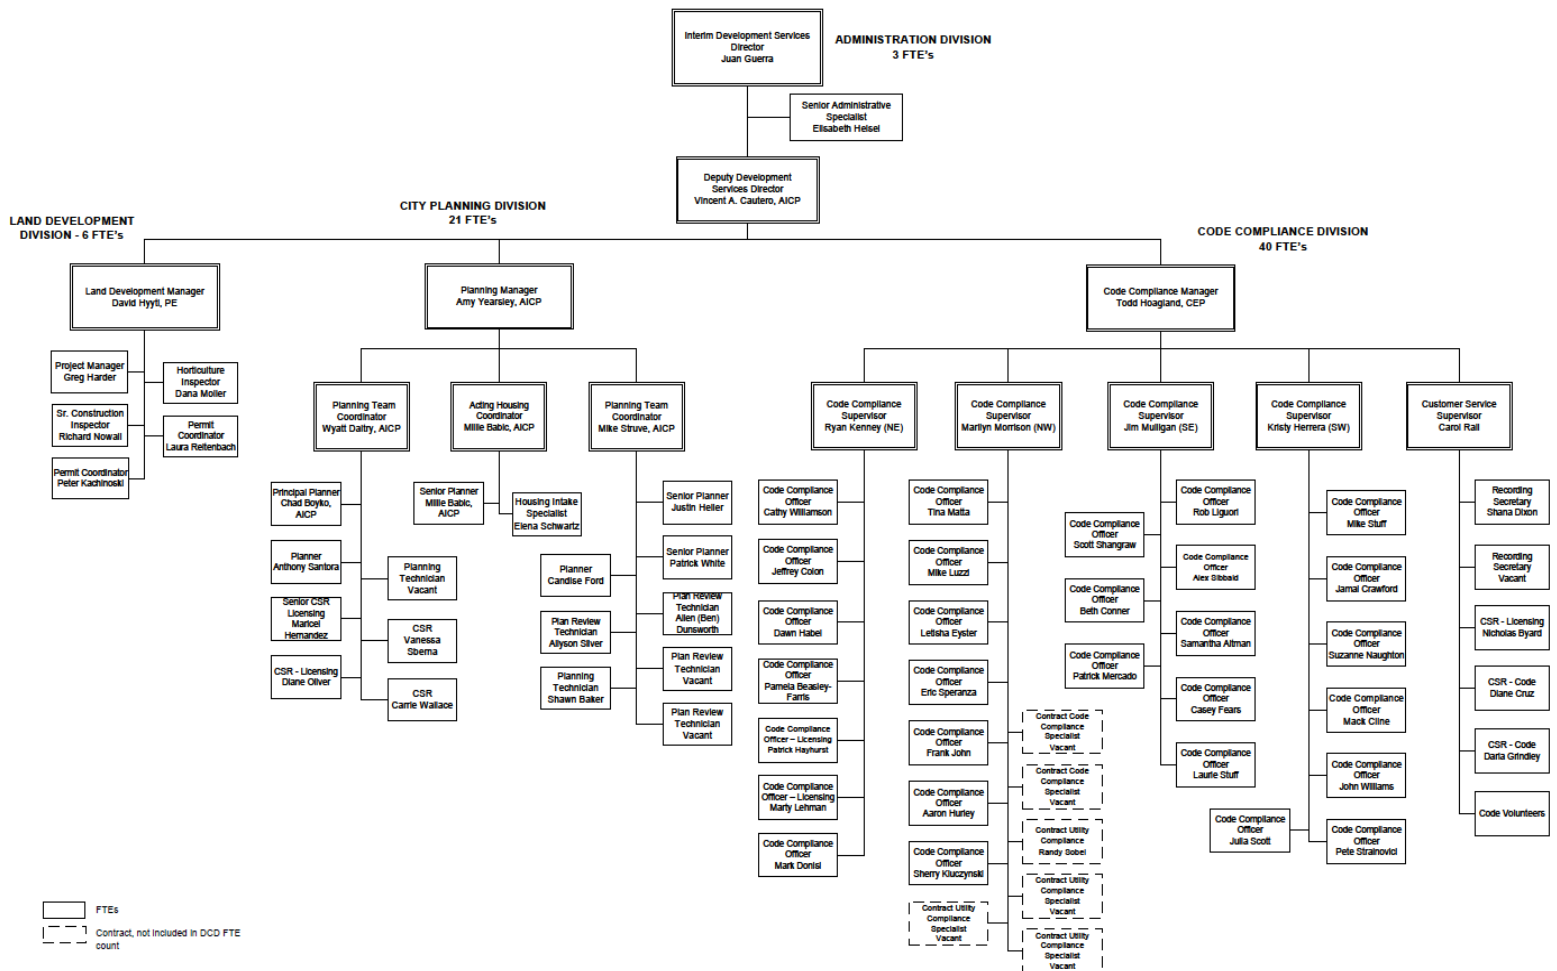 Interim Development Services
Director
Juan Guerra
ADMINISTRATION DIVISION
3 FTE's
Senior Administrative
Specialist
Elisabeth Heisel
Deputy Development
Services Director
Vincent A. Cautero, AICP
LAND DEVELOPMENT
DIVISION - 6 FTE's
CITY PLANNING DIVISION
21 FTE's
CODE COMPLIANCE DIVISION
40 FTE's
Land Development Manager
David Hyyti, PE
Planning Manager
Amy Yearsley, AICP
Code Compliance Manager
Todd Hoagland, CEP
Project Manager
Greg Harder
Horticulture
Inspector
Dana Moller
Sr. Construction
Inspector
Richard Nowall
Permit
Coordinator
Laura Reitenbach
Permit Coordinator
Peter Kachinoski
Planning Team
Coordinator
Wyatt Daltry, AICP
Acting Housing
Coordinator
Millie Babic, AICP
Planning Team
Coordinator
Mike Struve, AICP
Code Compliance
Supervisor
Ryan Kenney (NE)
Code Compliance
Supervisor
Marilyn Morrison (NW)
Code Compliance
Supervisor
Jim Mulligan (SE)
Code Compliance
Supervisor
Kristy Herrera (SW)
Customer Service
Supervisor
Carol Rall
Principal Planner
Chad Boyko,
AICP
Planner
Anthony Santora
Planning
Technician
Vacant
Senior CSR
Licensing
Maricel
Hernandez
CSR
Vanessa
Sbema
CSR - Licensing
Diane Oliver
CSR
Carrie Wallace
Senior Planner
Millie Babic,
AICP
Housing Intake
Specialist
Elena Schwartz
Senior Planner
Justin Heller
Senior Planner
Patrick White
Planner
Candise Ford
Plan Review
Technician
Allen (Ben)
Dunsworth
Plan Review
Technician
Allyson Silver
Plan Review
Technician
Vacant
Planning
Technician
Shawn Baker
Plan Review
Technician
Vacant
Code Compliance
Officer
Cathy Williamson
Code Compliance
Officer
Jeffrey Colon
Code Compliance
Officer
Dawn Habel
Code Compliance
Officer
Pamela Beasley-
Farris
Code Compliance
Officer – Licensing
Patrick Hayhurst
Code Compliance
Officer – Licensing
Marty Lehman
Code Compliance
Officer
Mark Donisi
Code Compliance
Officer
Tina Matta
Code Compliance
Officer
Mike Luzzi
Code Compliance
Officer
Letisha Eyster
Code Compliance
Officer
Eric Speranza
Code Compliance
Officer
Frank John
Code Compliance
Officer
Aaron Hurley
Code Compliance
Officer
Sherry Kluczynski
Contract Utility
Compliance
Specialist
Vacant
Contract Code
Compliance
Specialist
Vacant
Contract Code
Compliance
Specialist
Vacant
Contract Utility
Compliance
Randy Sobel
Contract Utility
Compliance
Specialist
Vacant
Contract Utility
Compliance
Specialist
Vacant
Code Compliance
Officer
Rob Liguori
Code Compliance
Officer
Scott Shangraw
Code Compliance
Officer
Alex Sibbald
Code Compliance
Officer
Beth Conner
Code Compliance
Officer
Samantha Altman
Code Compliance
Officer
Patrick Mercado
Code Compliance
Officer
Casey Fears
Code Compliance
Officer
Laurie Stuff
Code Compliance
Officer
Mike Stuff
Code Compliance
Officer
Jamal Crawford
Code Compliance
Officer
Suzanne Naughton
Code Compliance
Officer
Mack Cline
Code Compliance
Officer
John Williams
Code Compliance
Officer
Julia Scott
Code Compliance
Officer
Pete Strainovici
Recording
Secretary
Shana Dixon
Recording
Secretary
Vacant
CSR - Licensing
Nicholas Byard
CSR - Code
Diane Cruz
CSR - Code
Darla Grindley
Code Volunteers
FTEs
Contract, not included in DCD FTE
count